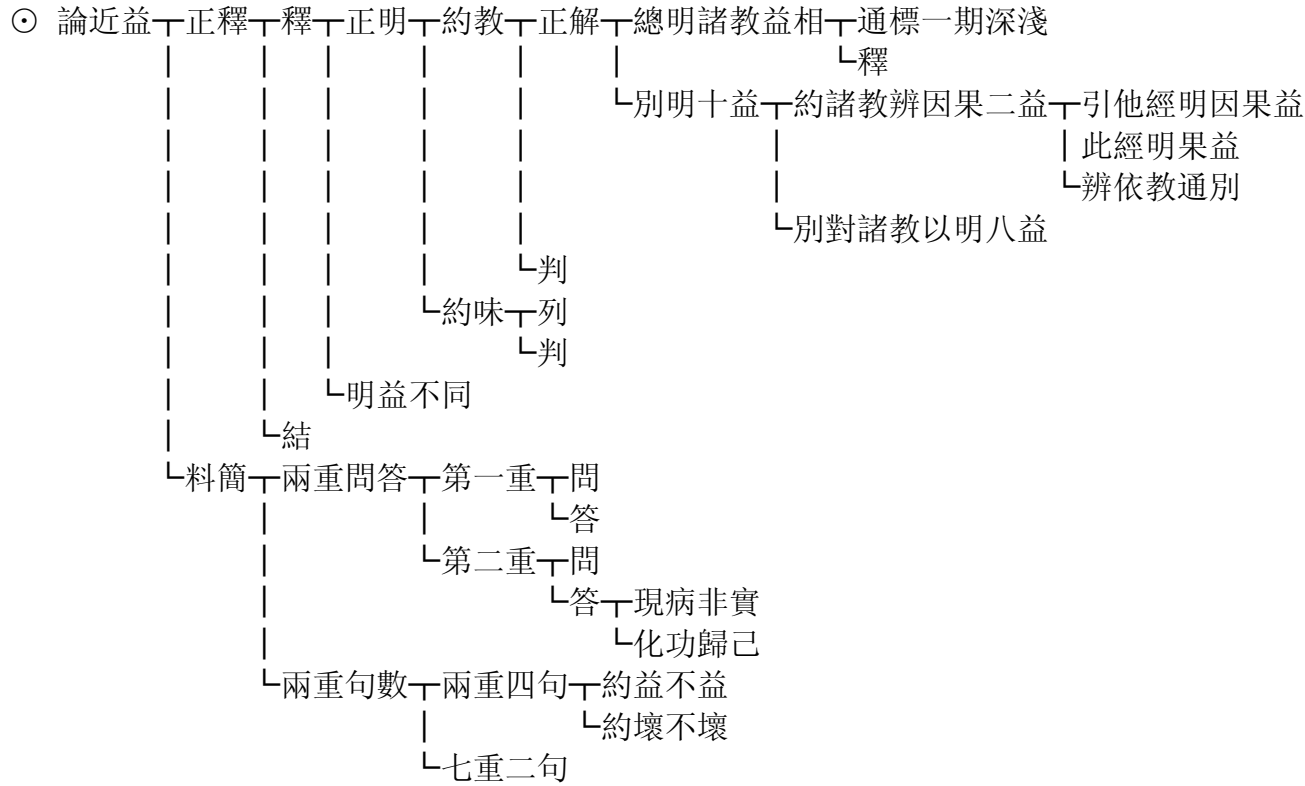 ⊙ 論近益┬正釋┬釋┬正明┬約教┬正解┬總明諸教益相┬通標一期深淺
└釋
└別明十益┬約諸教辨因果二益┬引他經明因果益
│此經明果益
└辨依教通別
└別對諸教以明八益
└判
└約味┬列
└判
└明益不同
└結
└料簡┬兩重問答┬第一重┬問
└答
└第二重┬問
└答┬現病非實
└化功歸己
└兩重句數┬兩重四句┬約益不益
└約壞不壞
└七重二句